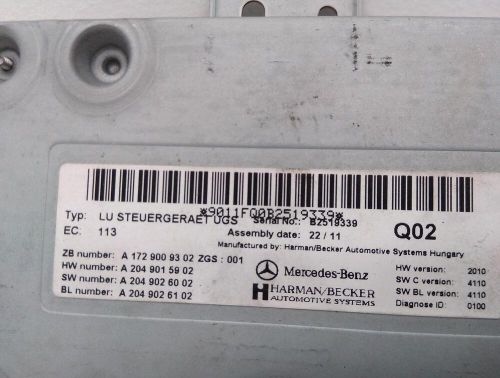 *9011FQ0B2519339*
Typ: LU STEUERGERAET UGS Serial No.: B2519339
EC: 113 Assembly date: 22 / 11 Q02
Manufactured by: Harman/Becker Automotive Systems Hungary
ZB number: A 172 900 93 02 ZGS : 001
HW number: A 204 901 59 02
SW number: A 204 902 60 02
BL number: A 204 902 61 02
Mercedes-Benz
HARMAN/BECKER
AUTOMOTIVE SYSTEMS
HW version: 2010
SW C version: 4110
SW BL version: 4110
Diagnose ID: 0100